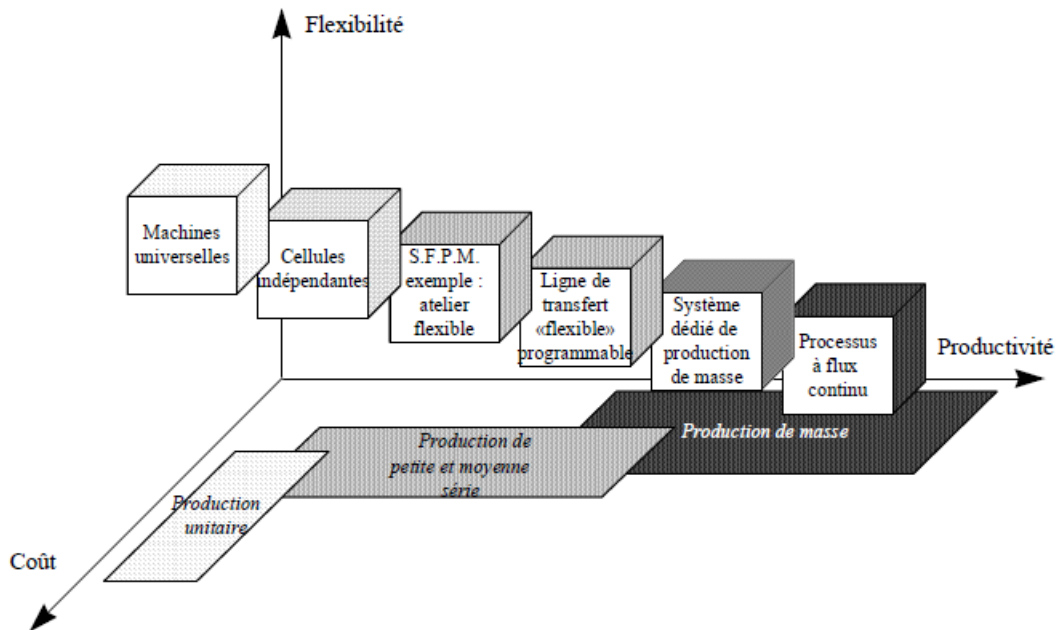 Flexibilité
Machines
universelles
Cellules
indépendantes
S.F.P.M.
exemple :
atelier
flexible
Ligne de
transfert
«flexible»
programmable
Système
dédié de
production
de masse
Processus
à flux
continu
Productivité
Production de masse
Production de
petite et moyenne
série
Production
unitaire
Coût